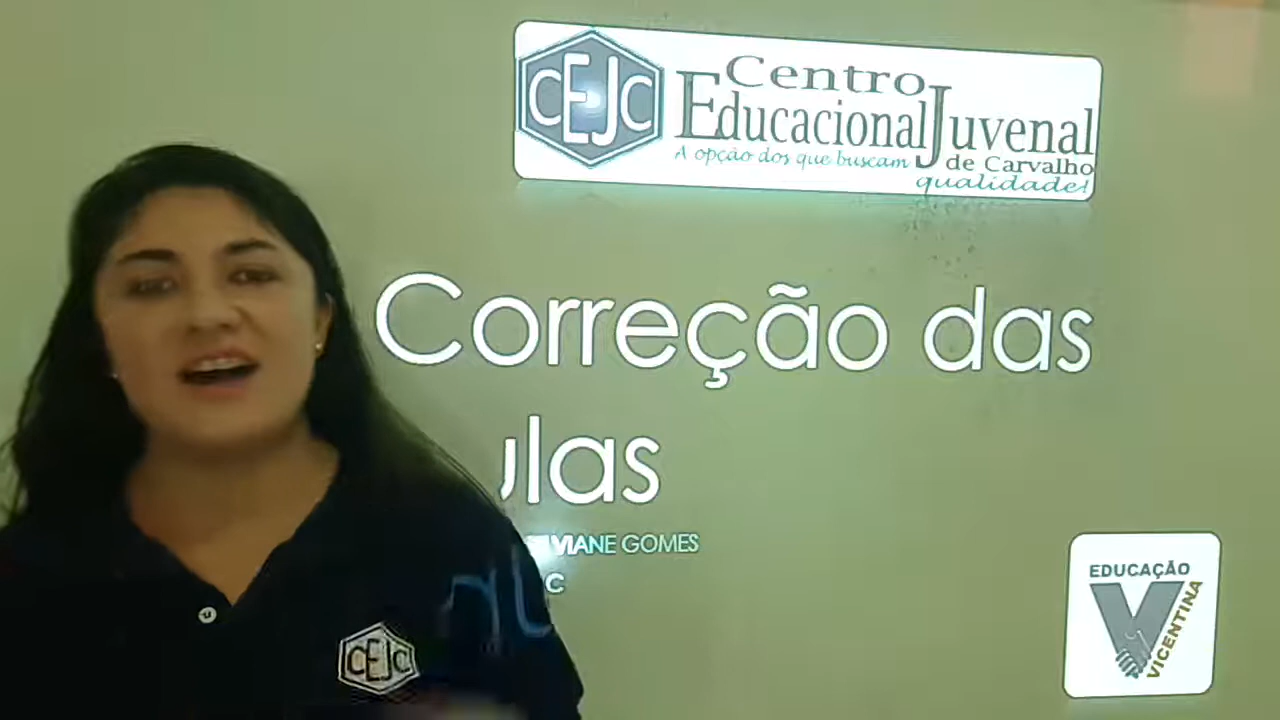 CEJC
Centro
Educacional Juvenal
A opção dos que buscam
de Carvalho
qualidade!
Correção das
ulas
VIANE GOMES
C
EDUCAÇÃO
VICENTINA
CEJC